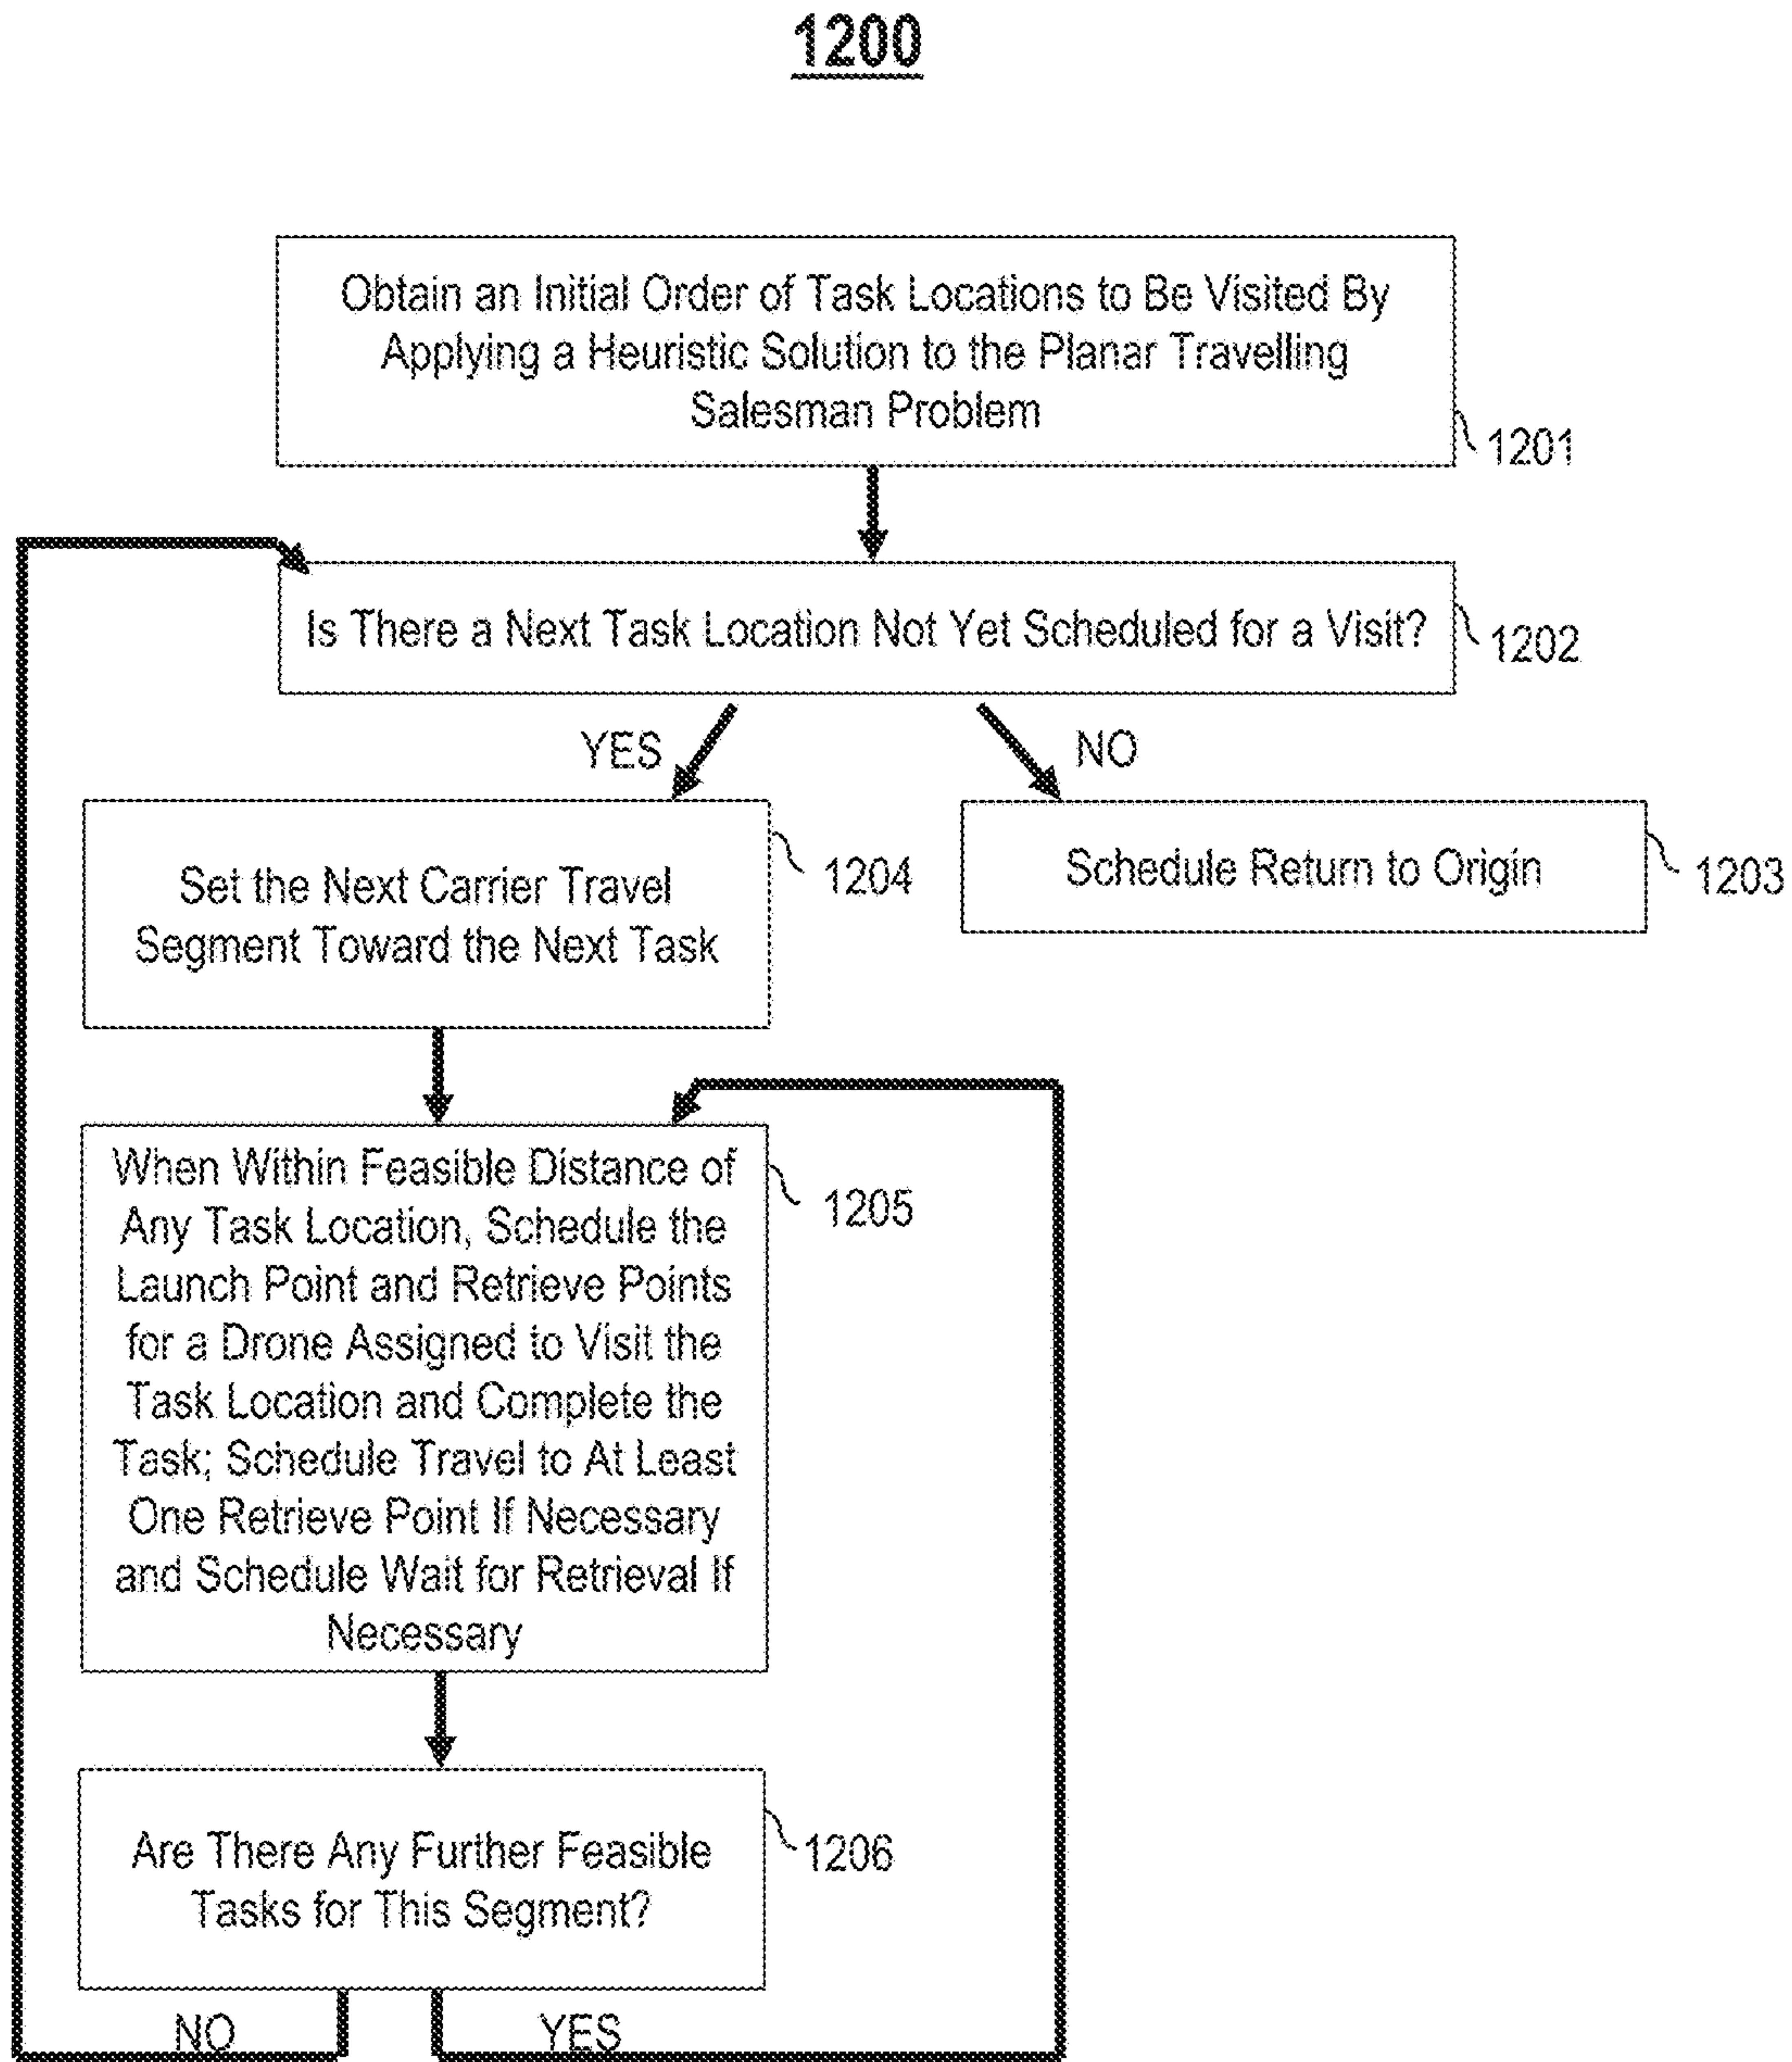 1200
Obtain an Initial Order of Task Locations to Be Visited By
Applying a Heuristic Solution to the Planar Travelling
Salesman Problem
1201
Is There a Next Task Location Not Yet Scheduled for a Visit?
1202
YES
NO
Set the Next Carrier Travel
Segment Toward the Next Task
1204
Schedule Return to Origin
1203
When Within Feasible Distance of
Any Task Location, Schedule the
Launch Point and Retrieve Points
for a Drone Assigned to Visit the
Task Location and Complete the
Task; Schedule Travel to At Least
One Retrieve Point If Necessary
and Schedule Wait for Retrieval If
Necessary
1205
Are There Any Further Feasible
Tasks for This Segment?
1206
NO
YES